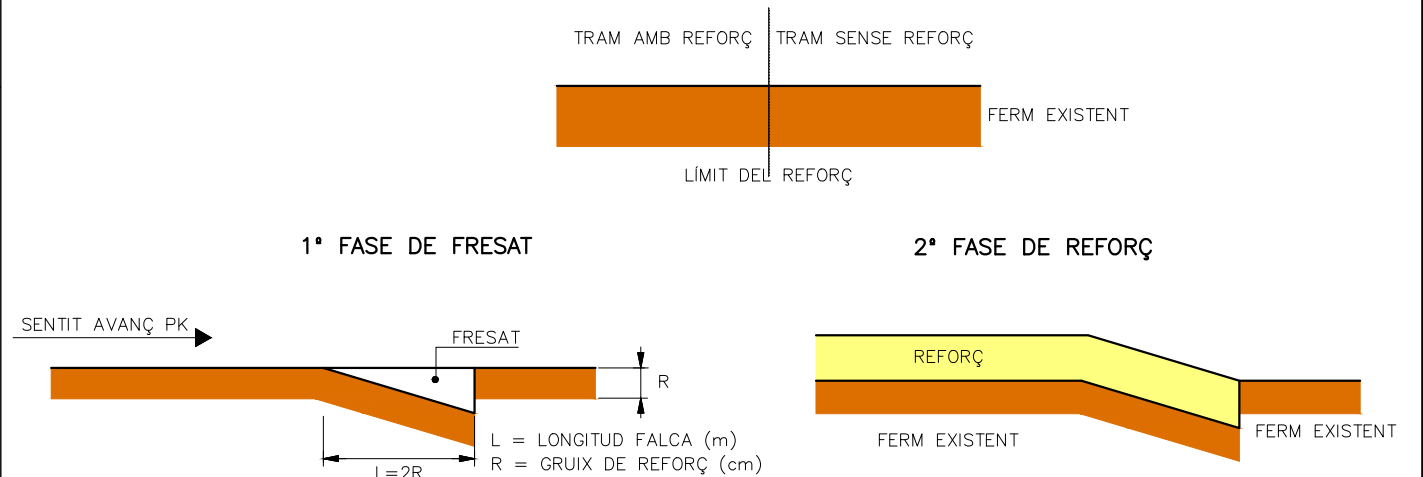 TRAM AMB REFORÇ
TRAM SENSE REFORÇ
FERM EXISTENT
LÍMIT DEL REFORÇ
1ª FASE DE FRESAT
2ª FASE DE REFORÇ
SENTIT AVANÇ PK
FRESAT
R
L = LONGITUD FALCA (m)
R = GRUIX DE REFORÇ (cm)
L=2R
REFORÇ
FERM EXISTENT
FERM EXISTENT